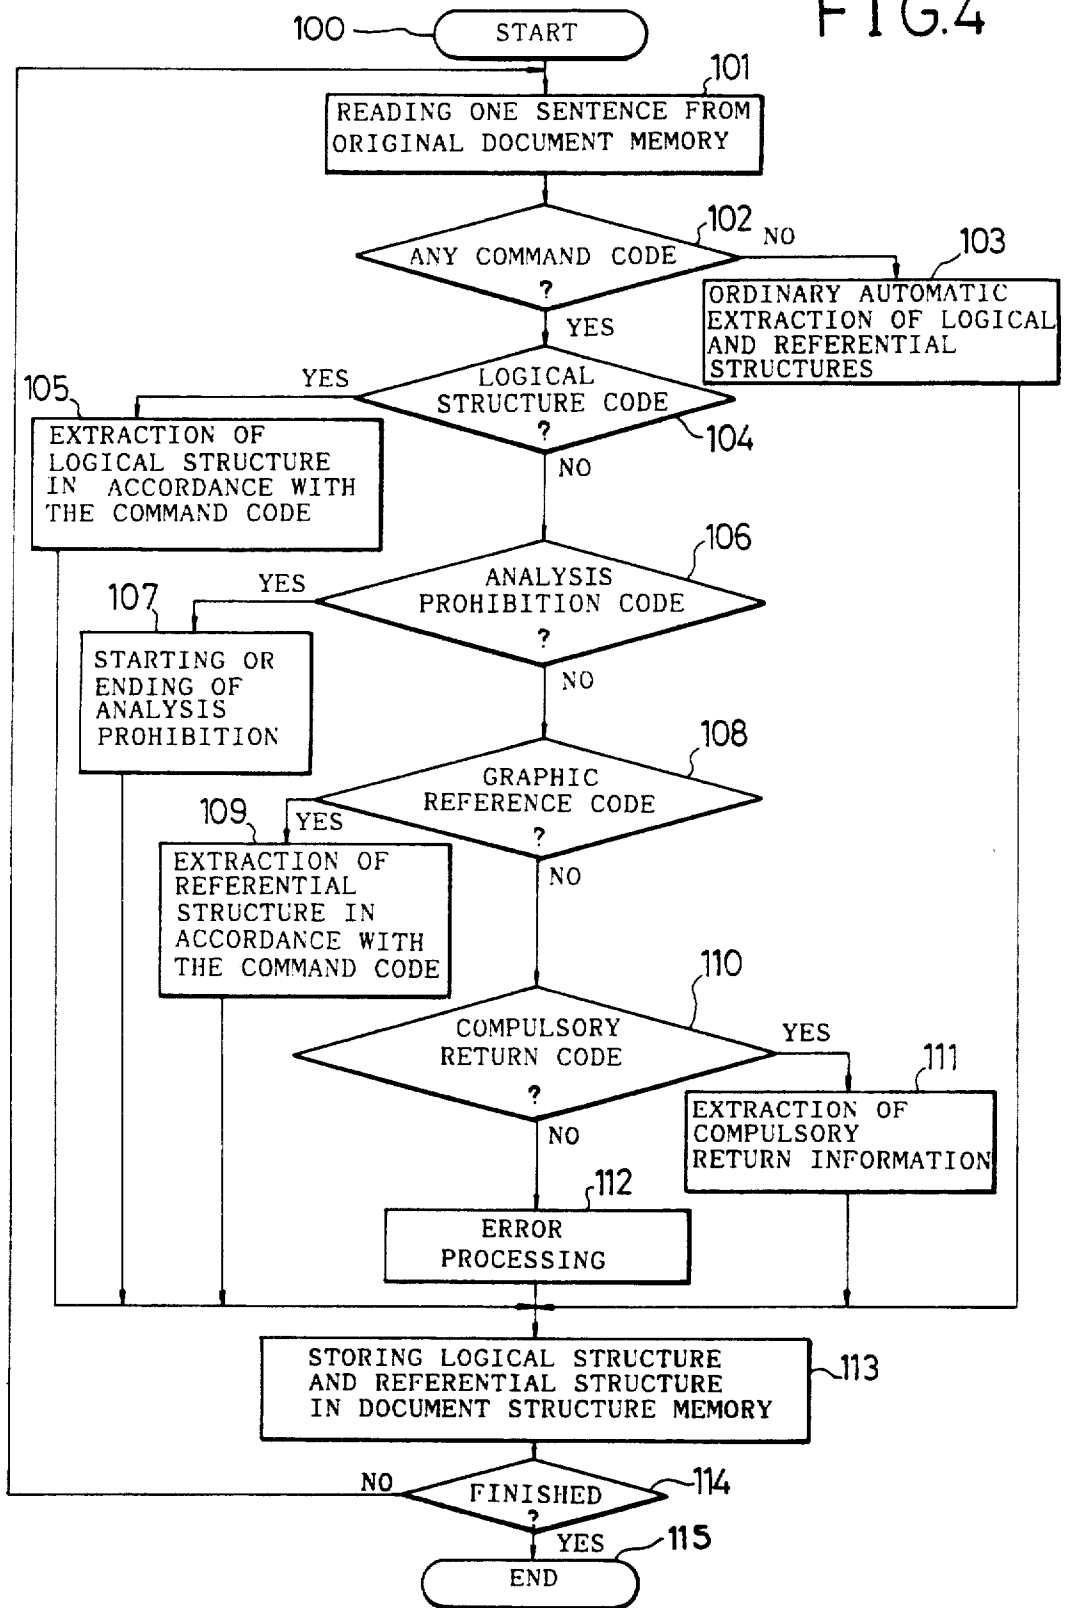 FIG.4
100
START
101
READING ONE SENTENCE FROM
ORIGINAL DOCUMENT MEMORY
102
ANY COMMAND CODE
?
NO
103
ORDINARY AUTOMATIC
EXTRACTION OF LOGICAL
AND REFERENTIAL
STRUCTURES
YES
LOGICAL
STRUCTURE CODE
?
104
YES
105
EXTRACTION OF
LOGICAL STRUCTURE
IN ACCORDANCE WITH
THE COMMAND CODE
NO
106
ANALYSIS
PROHIBITION CODE
?
YES
107
STARTING OR
ENDING OF
ANALYSIS
PROHIBITION
NO
108
GRAPHIC
REFERENCE CODE
?
109
YES
EXTRACTION OF
REFERENTIAL
STRUCTURE IN
ACCORDANCE WITH
THE COMMAND CODE
NO
110
COMPULSORY
RETURN CODE
?
YES
111
EXTRACTION OF
COMPULSORY
RETURN INFORMATION
NO
112
ERROR
PROCESSING
STORING LOGICAL STRUCTURE
AND REFERENTIAL STRUCTURE
IN DOCUMENT STRUCTURE MEMORY
113
NO
FINISHED
?
114
YES
115
END